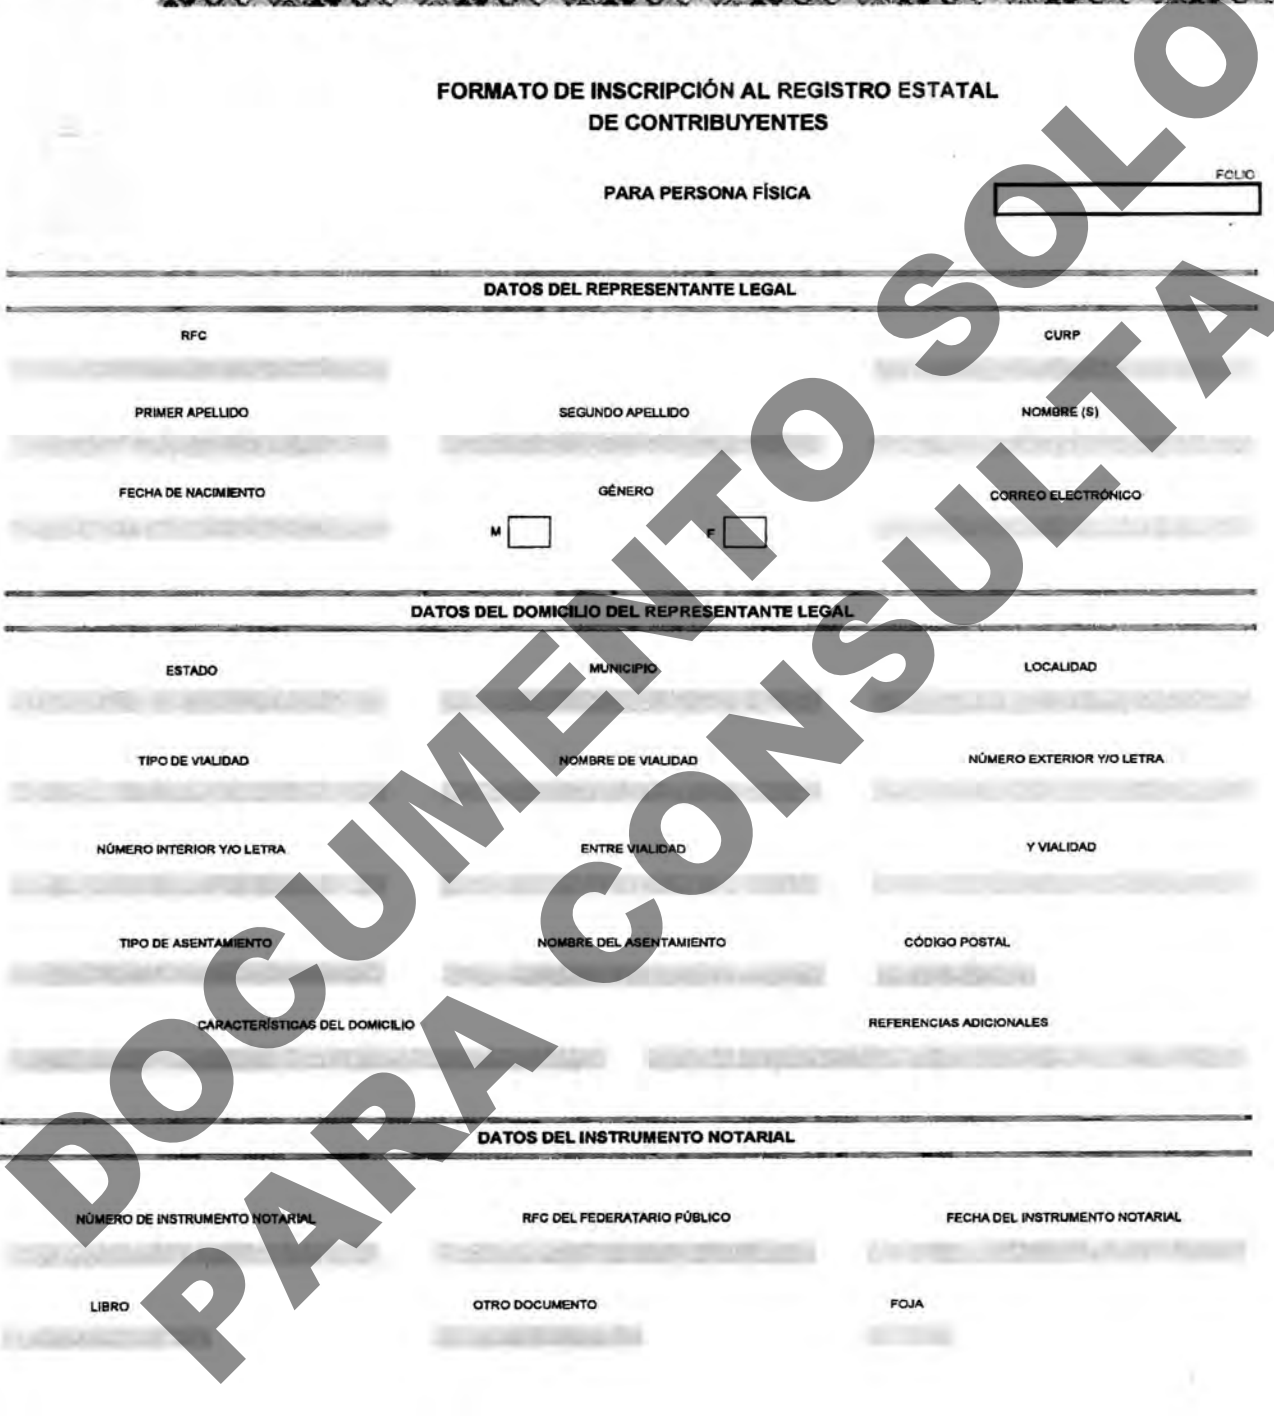 FORMATO DE INSCRIPCIÓN AL REGISTRO ESTATAL
DE CONTRIBUYENTES
PARA PERSONA FÍSICA
FOLIO
DATOS DEL REPRESENTANTE LEGAL
RFC CURP
PRIMER APELLIDO SEGUNDO APELLIDO NOMBRE (S)
FECHA DE NACIMIENTO GÉNERO CORREO ELECTRÓNICO
M F
DATOS DEL DOMICILIO DEL REPRESENTANTE LEGAL
ESTADO MUNICIPIO LOCALIDAD
TIPO DE VIALIDAD NOMBRE DE VIALIDAD NÚMERO EXTERIOR Y/O LETRA
NÚMERO INTERIOR Y/O LETRA ENTRE VIALIDAD Y VIALIDAD
TIPO DE ASENTAMIENTO NOMBRE DEL ASENTAMIENTO CÓDIGO POSTAL
CARACTERÍSTICAS DEL DOMICILIO REFERENCIAS ADICIONALES
DATOS DEL INSTRUMENTO NOTARIAL
NÚMERO DE INSTRUMENTO NOTARIAL RFC DEL FEDERATARIO PÚBLICO FECHA DEL INSTRUMENTO NOTARIAL
LIBRO OTRO DOCUMENTO FOJA
DOCUMENTO SOLO
PARA CONSULTA